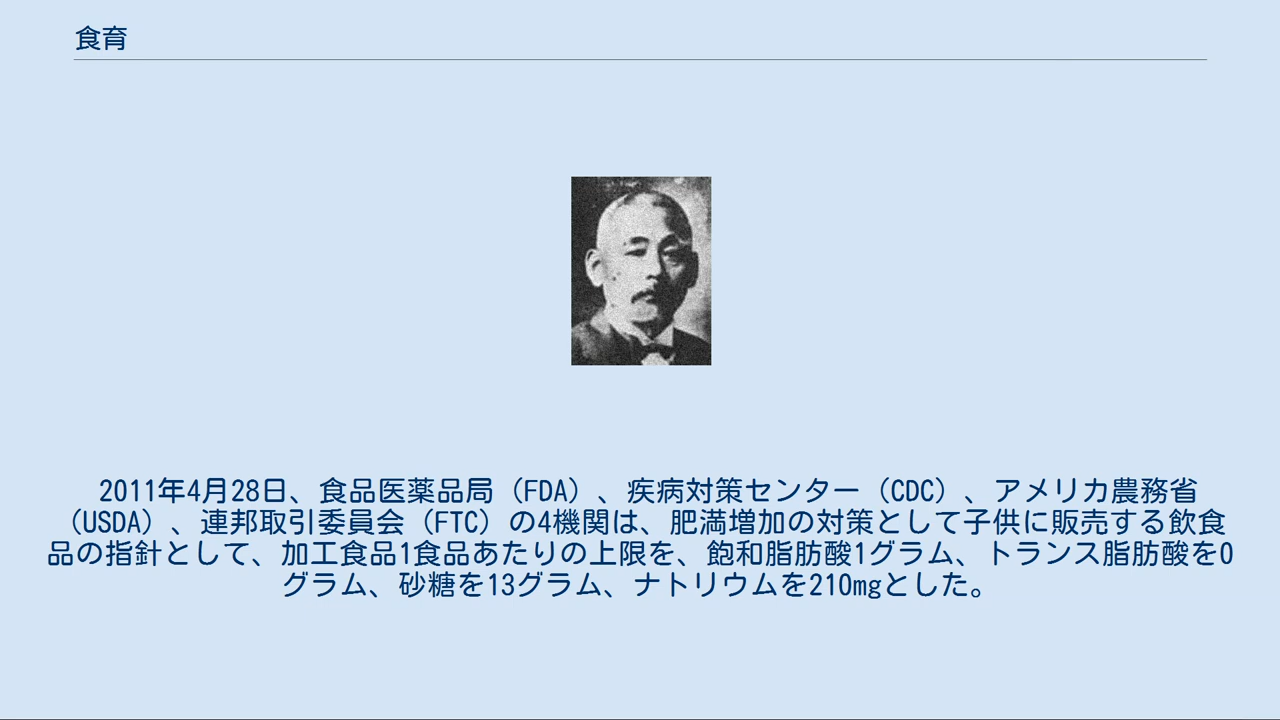 食育
2011年4月28日、食品医薬品局（FDA）、疾病対策センター（CDC）、アメリカ農務省
（USDA）、連邦取引委員会（FTC）の4機関は、肥満増加の対策として子供に販売する飲食
品の指針として、加工食品1食品あたりの上限を、飽和脂肪酸1グラム、トランス脂肪酸を0
グラム、砂糖を13グラム、ナトリウムを210mgとした。